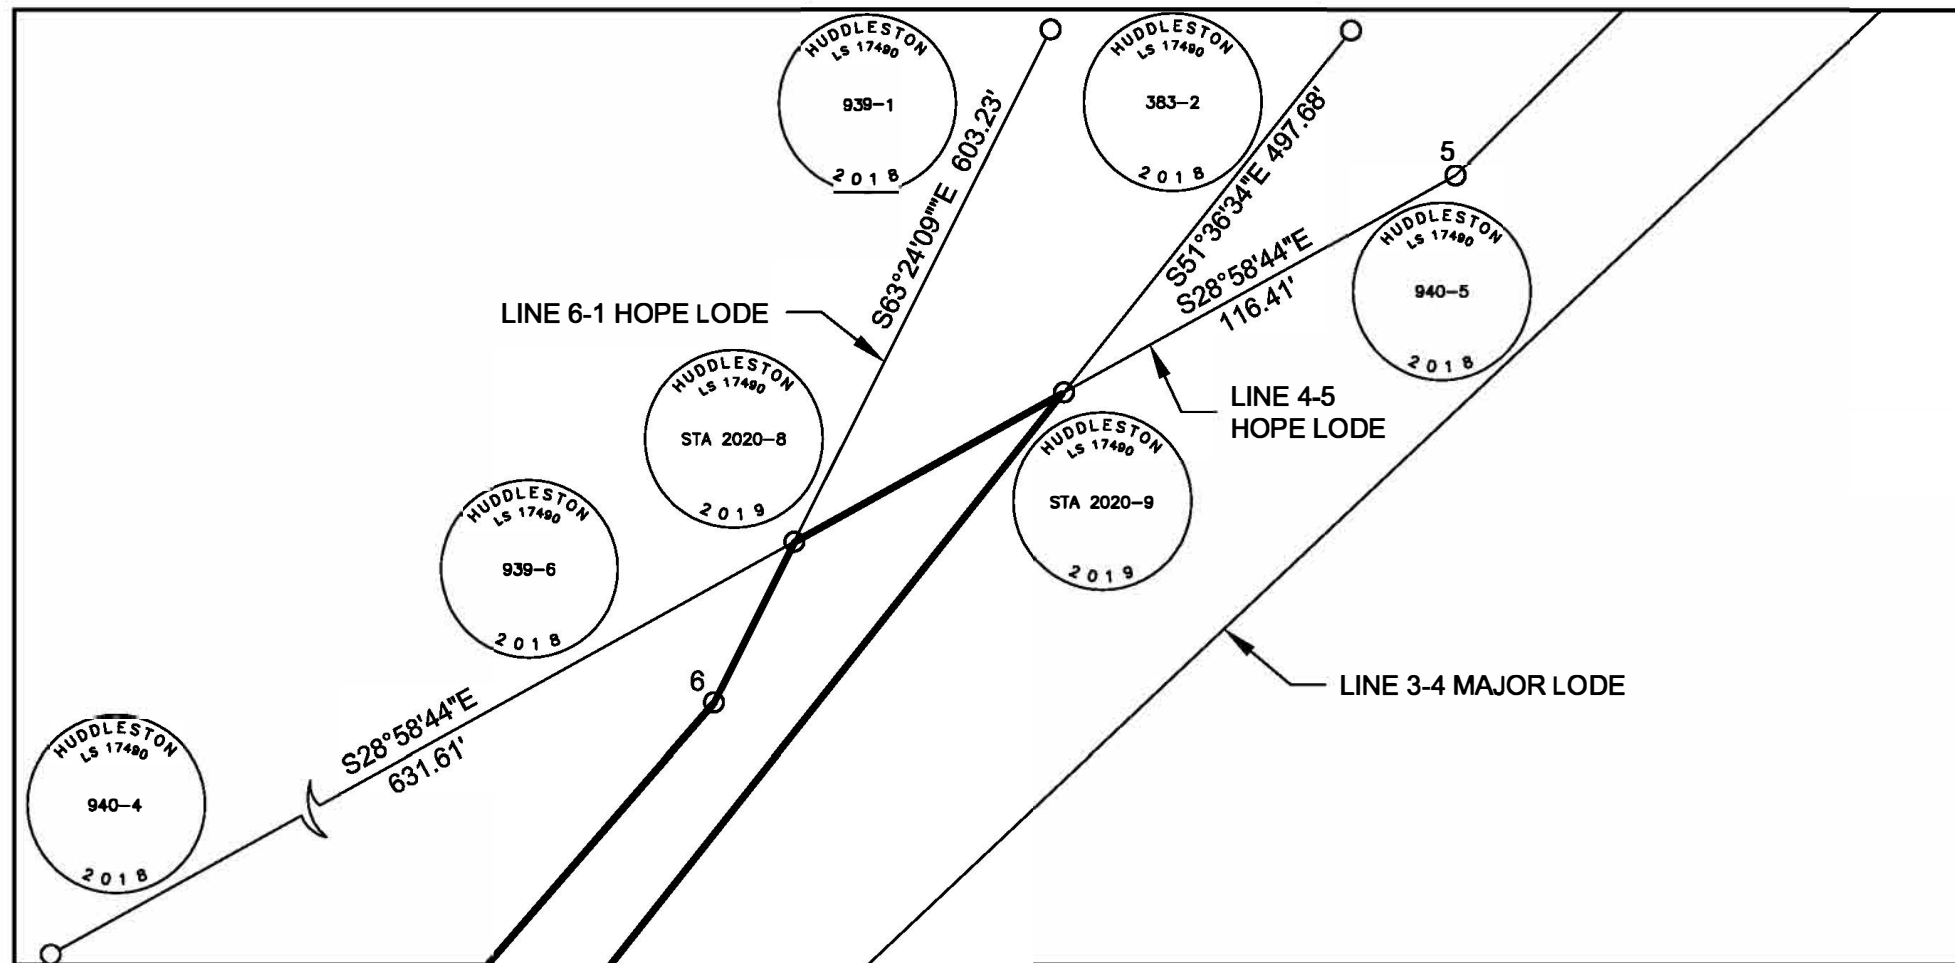 HUDDLESTON
LS 17490
939-1
2018
S63°24'09""E 603.23'
HUDDLESTON
LS 17490
383-2
2018
S51°36'34"E 497.68'
5
S28°58'44"E
116.41'
HUDDLESTON
LS 17490
940-5
2018
LINE 6-1 HOPE LODE
HUDDLESTON
LS 17490
STA 2020-8
2019
LINE 4-5
HOPE LODE
HUDDLESTON
LS 17490
STA 2020-9
2019
HUDDLESTON
LS 17490
939-6
2018
6
LINE 3-4 MAJOR LODE
S28°58'44"E
631.61'
HUDDLESTON
LS 17490
940-4
2018